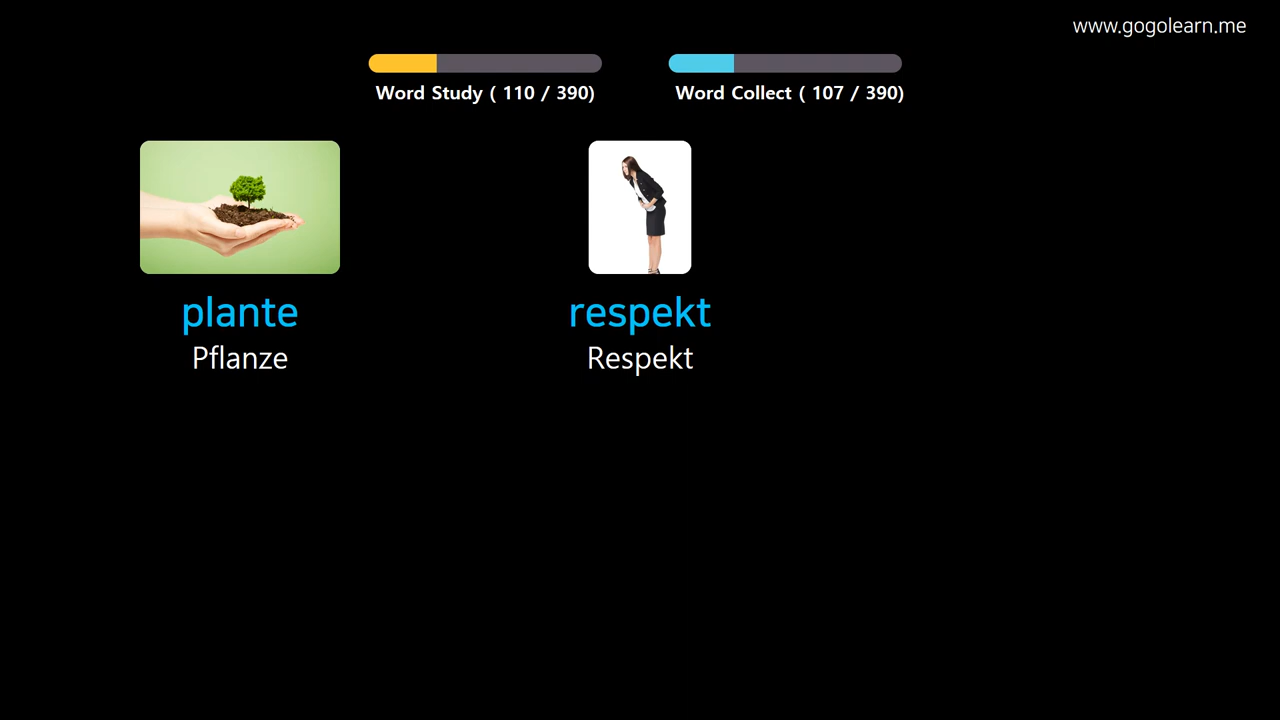 www.gogolearn.me
Word Study ( 110 / 390)
Word Collect ( 107 / 390)
plante
Pflanze
respekt
Respekt